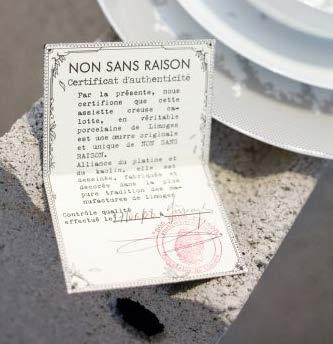 NON SANS RAISON
Certificat d'authenticité
Par la présente, nous
certifions que cette
assiette creuse ca-
lotte, en véritable
porcelaine de Limoges
est une œuvre originale
et unique de NON SANS
RAISON.
Alliance du platine et
du kaolin, elle est
dessinée, fabriquée et
décorée dans la plus
pure tradition des ma-
nufactures de Limoges
Contrôle qualité
effectué le